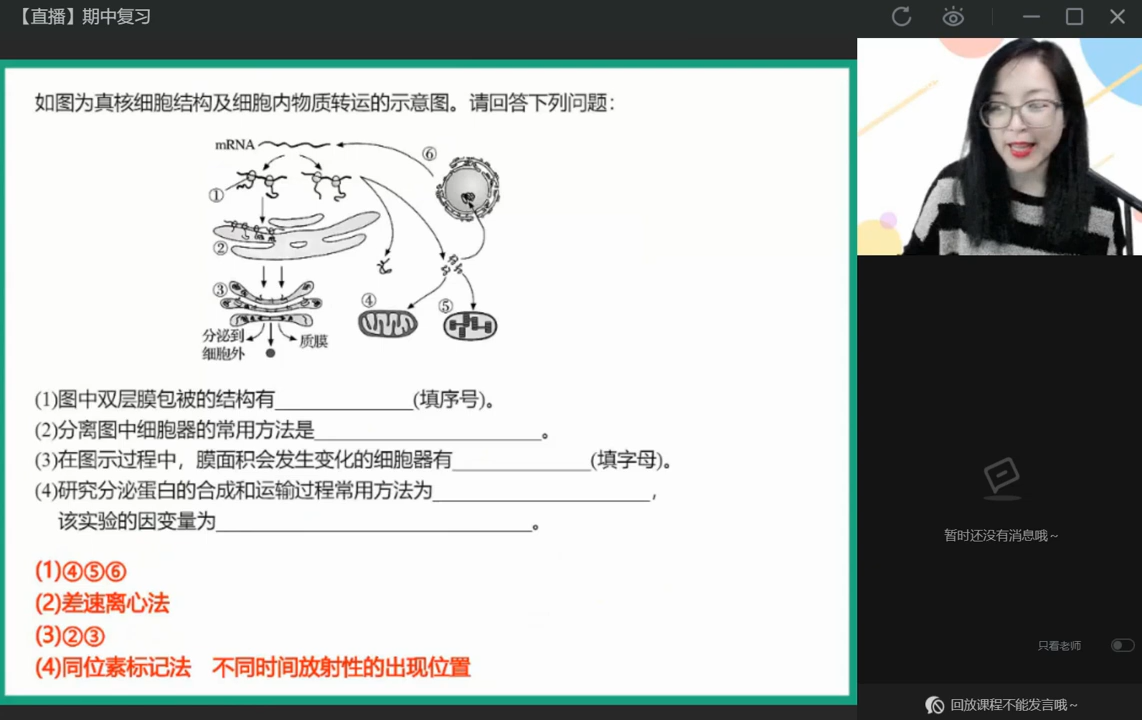 【直播】期中复习
如图为真核细胞结构及细胞内物质转运的示意图。请回答下列问题：
mRNA
⑥
①
②
③
④
⑤
分泌到
细胞外
质膜
(1)图中双层膜包被的结构有____________(填序号)。
(2)分离图中细胞器的常用方法是____________________。
(3)在图示过程中，膜面积会发生变化的细胞器有____________(填字母)。
(4)研究分泌蛋白的合成和运输过程常用方法为____________________，
该实验的因变量为____________________________。
(1)④⑤⑥
(2)差速离心法
(3)②③
(4)同位素标记法 不同时间放射性的出现位置
暂时还没有消息哦～
只看老师
回放课程不能发言哦～